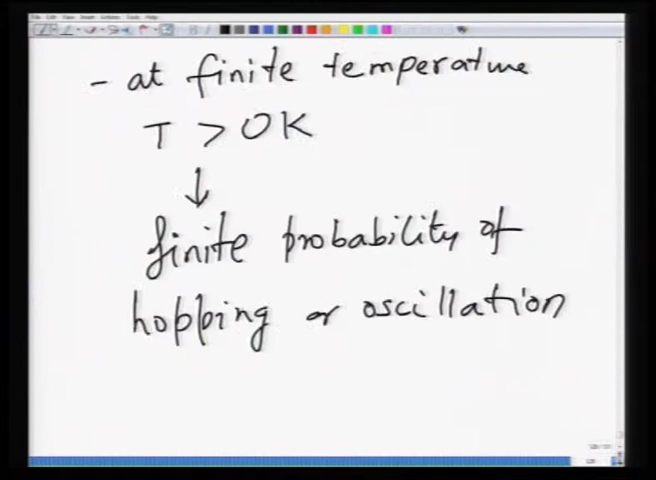 - at finite temperature
T > 0K
↓
finite probability of
hopping or oscillation